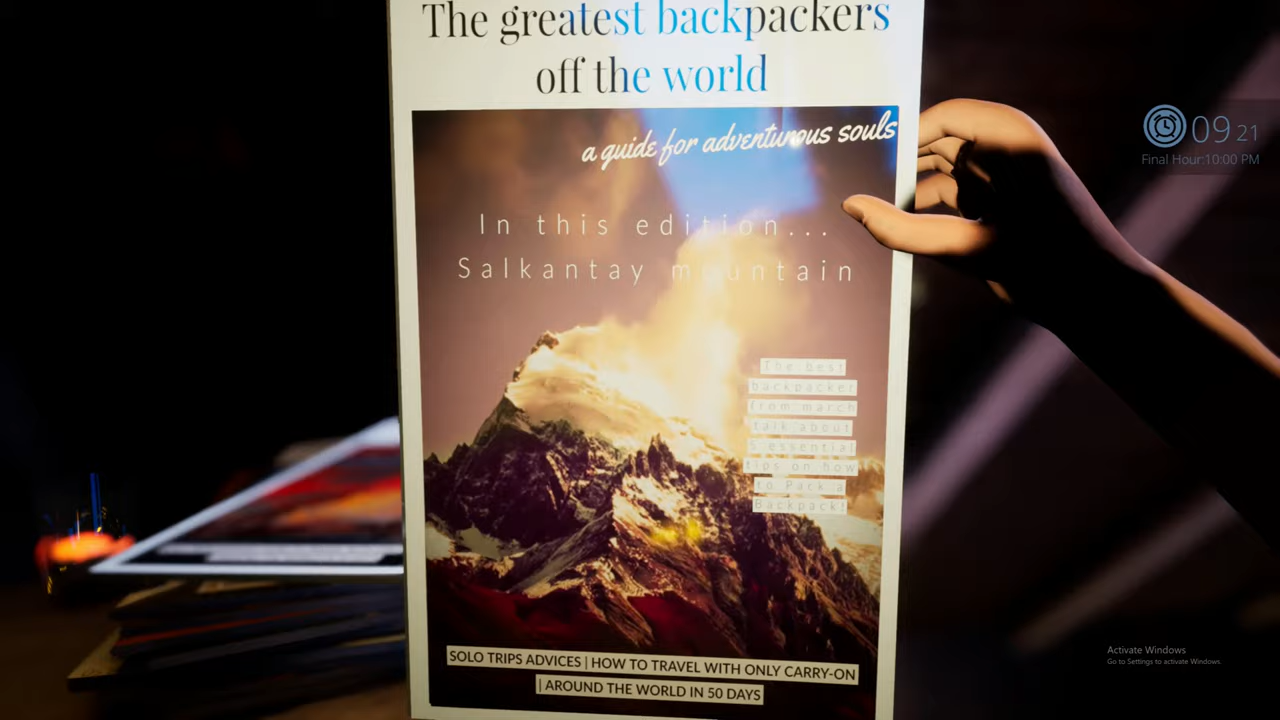 The greatest backpackers
off the world
a guide for adventurous souls
In this edition...
Salkantay mountain
The best
backpacker
from march
talk about
5 essential
tips on how
to Pack a
Backpack!
SOLO TRIPS ADVICES | HOW TO TRAVEL WITH ONLY CARRY-ON
| AROUND THE WORLD IN 50 DAYS
09 21
Final Hour:10:00 PM
Activate Windows
Go to Settings to activate Windows.